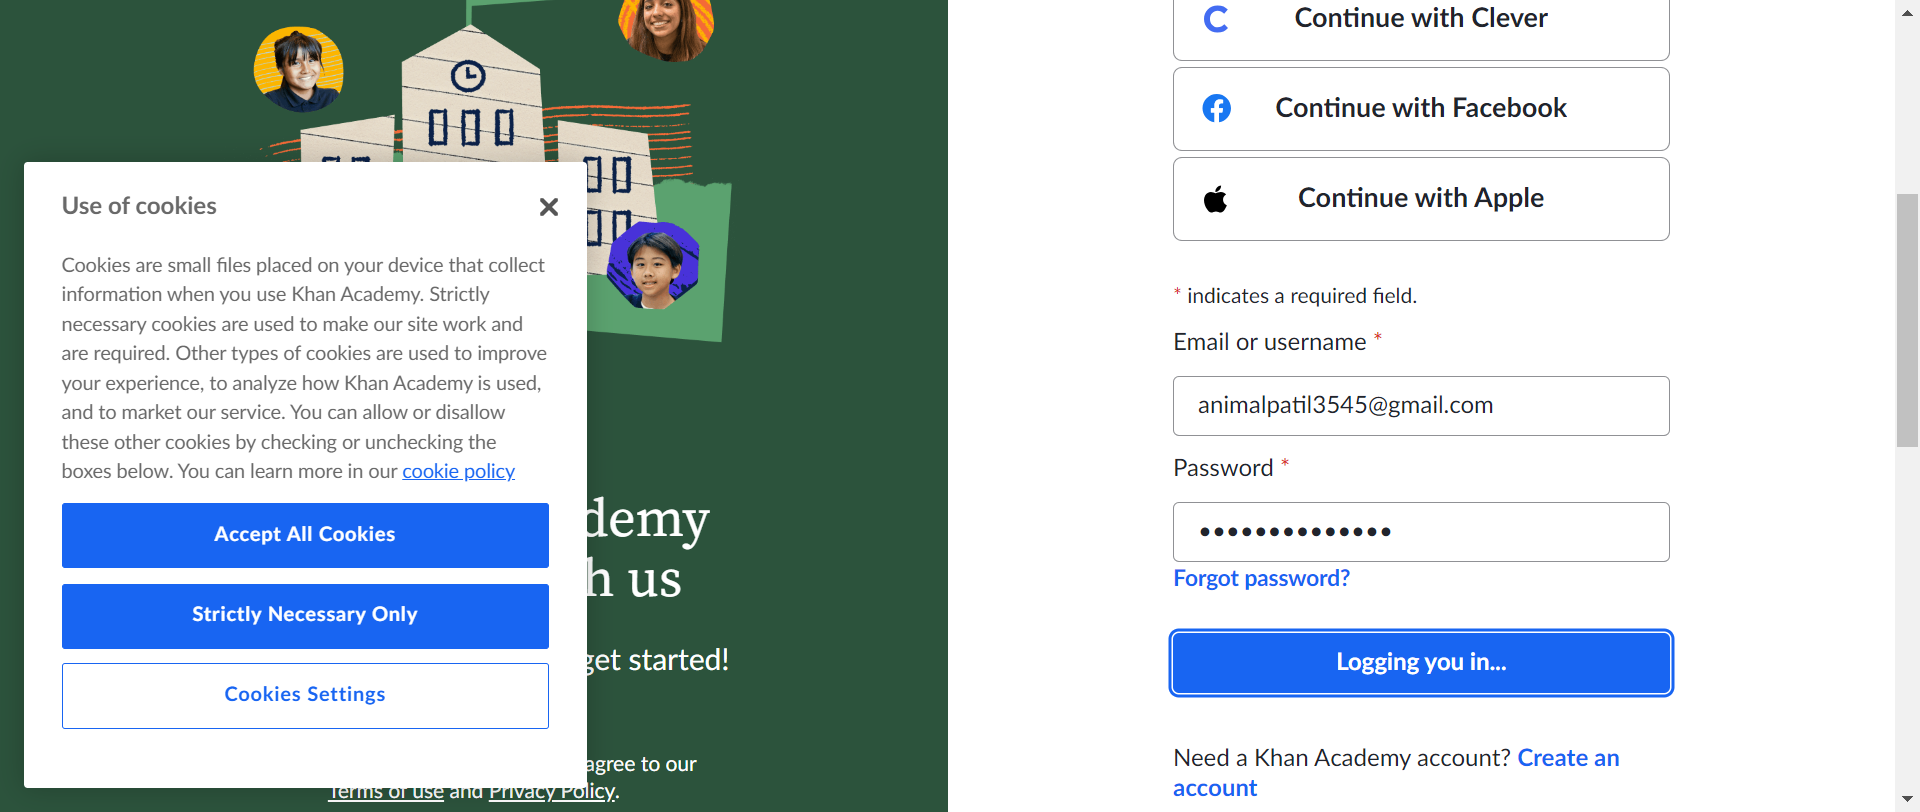 Use of cookies
Cookies are small files placed on your device that collect
information when you use Khan Academy. Strictly
necessary cookies are used to make our site work and
are required. Other types of cookies are used to improve
your experience, to analyze how Khan Academy is used,
and to market our service. You can allow or disallow
these other cookies by checking or unchecking the
boxes below. You can learn more in our cookie policy
Accept All Cookies
Strictly Necessary Only
Cookies Settings
demy
h us
get started!
agree to our
Terms of use and Privacy Policy.
Continue with Clever
Continue with Facebook
Continue with Apple
* indicates a required field.
Email or username *
animalpatil3545@gmail.com
Password *
••••••••••••••
Forgot password?
Logging you in...
Need a Khan Academy account? Create an
account